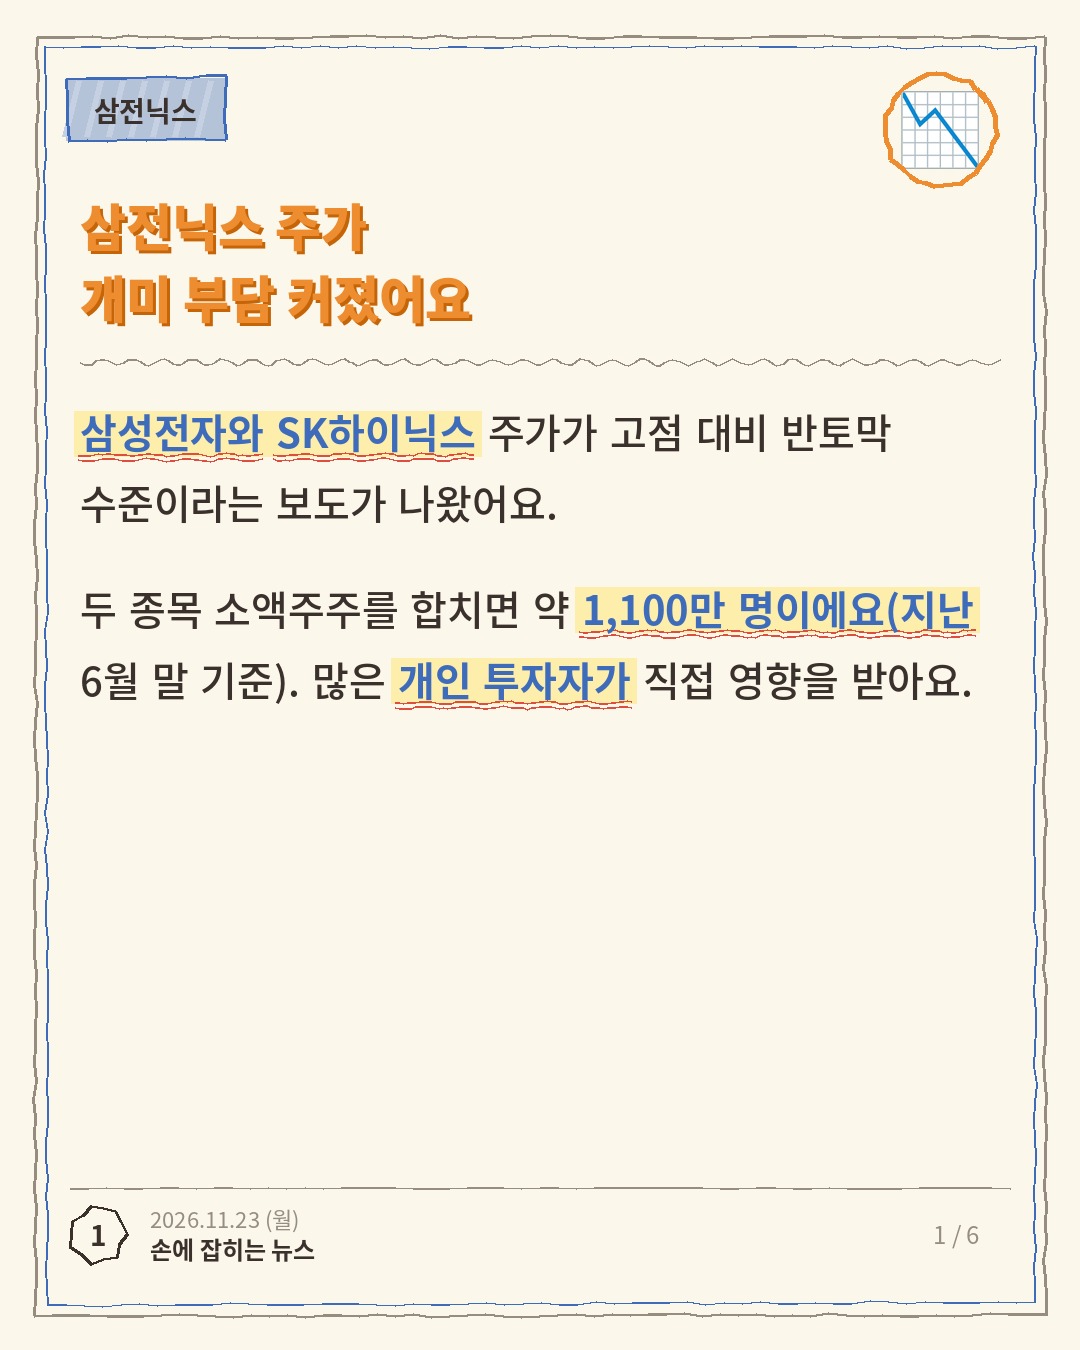 삼전닉스
삼전닉스 주가
개미 부담 커졌어요
삼성전자와 SK하이닉스 주가가 고점 대비 반토막
수준이라는 보도가 나왔어요.
두 종목 소액주주를 합치면 약 1,100만 명이에요(지난
6월 말 기준). 많은 개인 투자자가 직접 영향을 받아요.
1
2026.11.23 (월)
손에 잡히는 뉴스
1 / 6